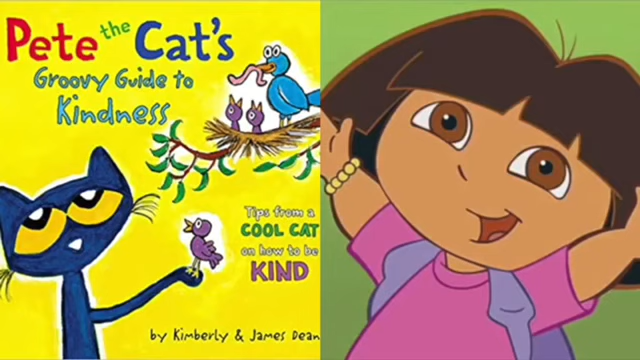 Pete the Cat's
Groovy Guide to
Kindness
Tips from a
COOL CAT
on how to be
KIND
by Kimberly & James Dean